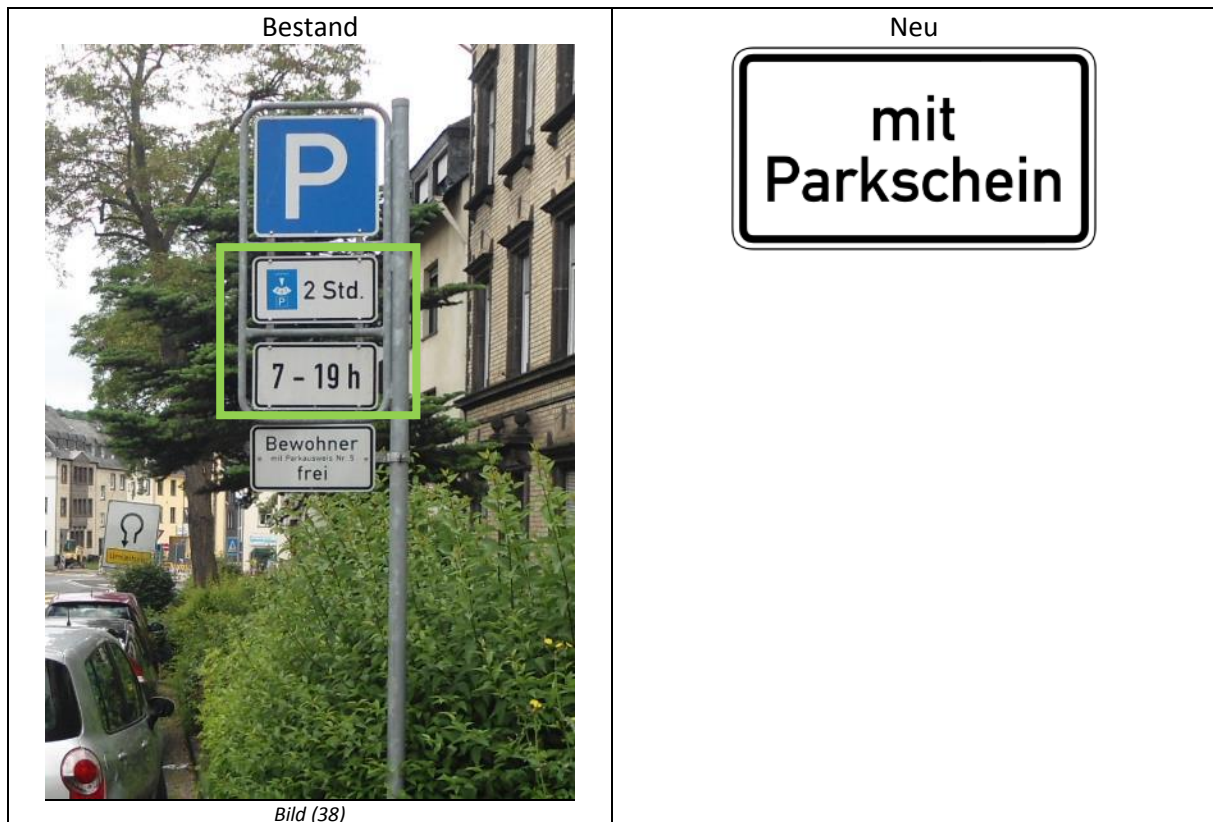 Bestand
P
P
2 Std.
7 – 19 h
Bewohner
mit Parkausweis Nr. 5
frei
Bild (38)
Neu
mit
Parkschein